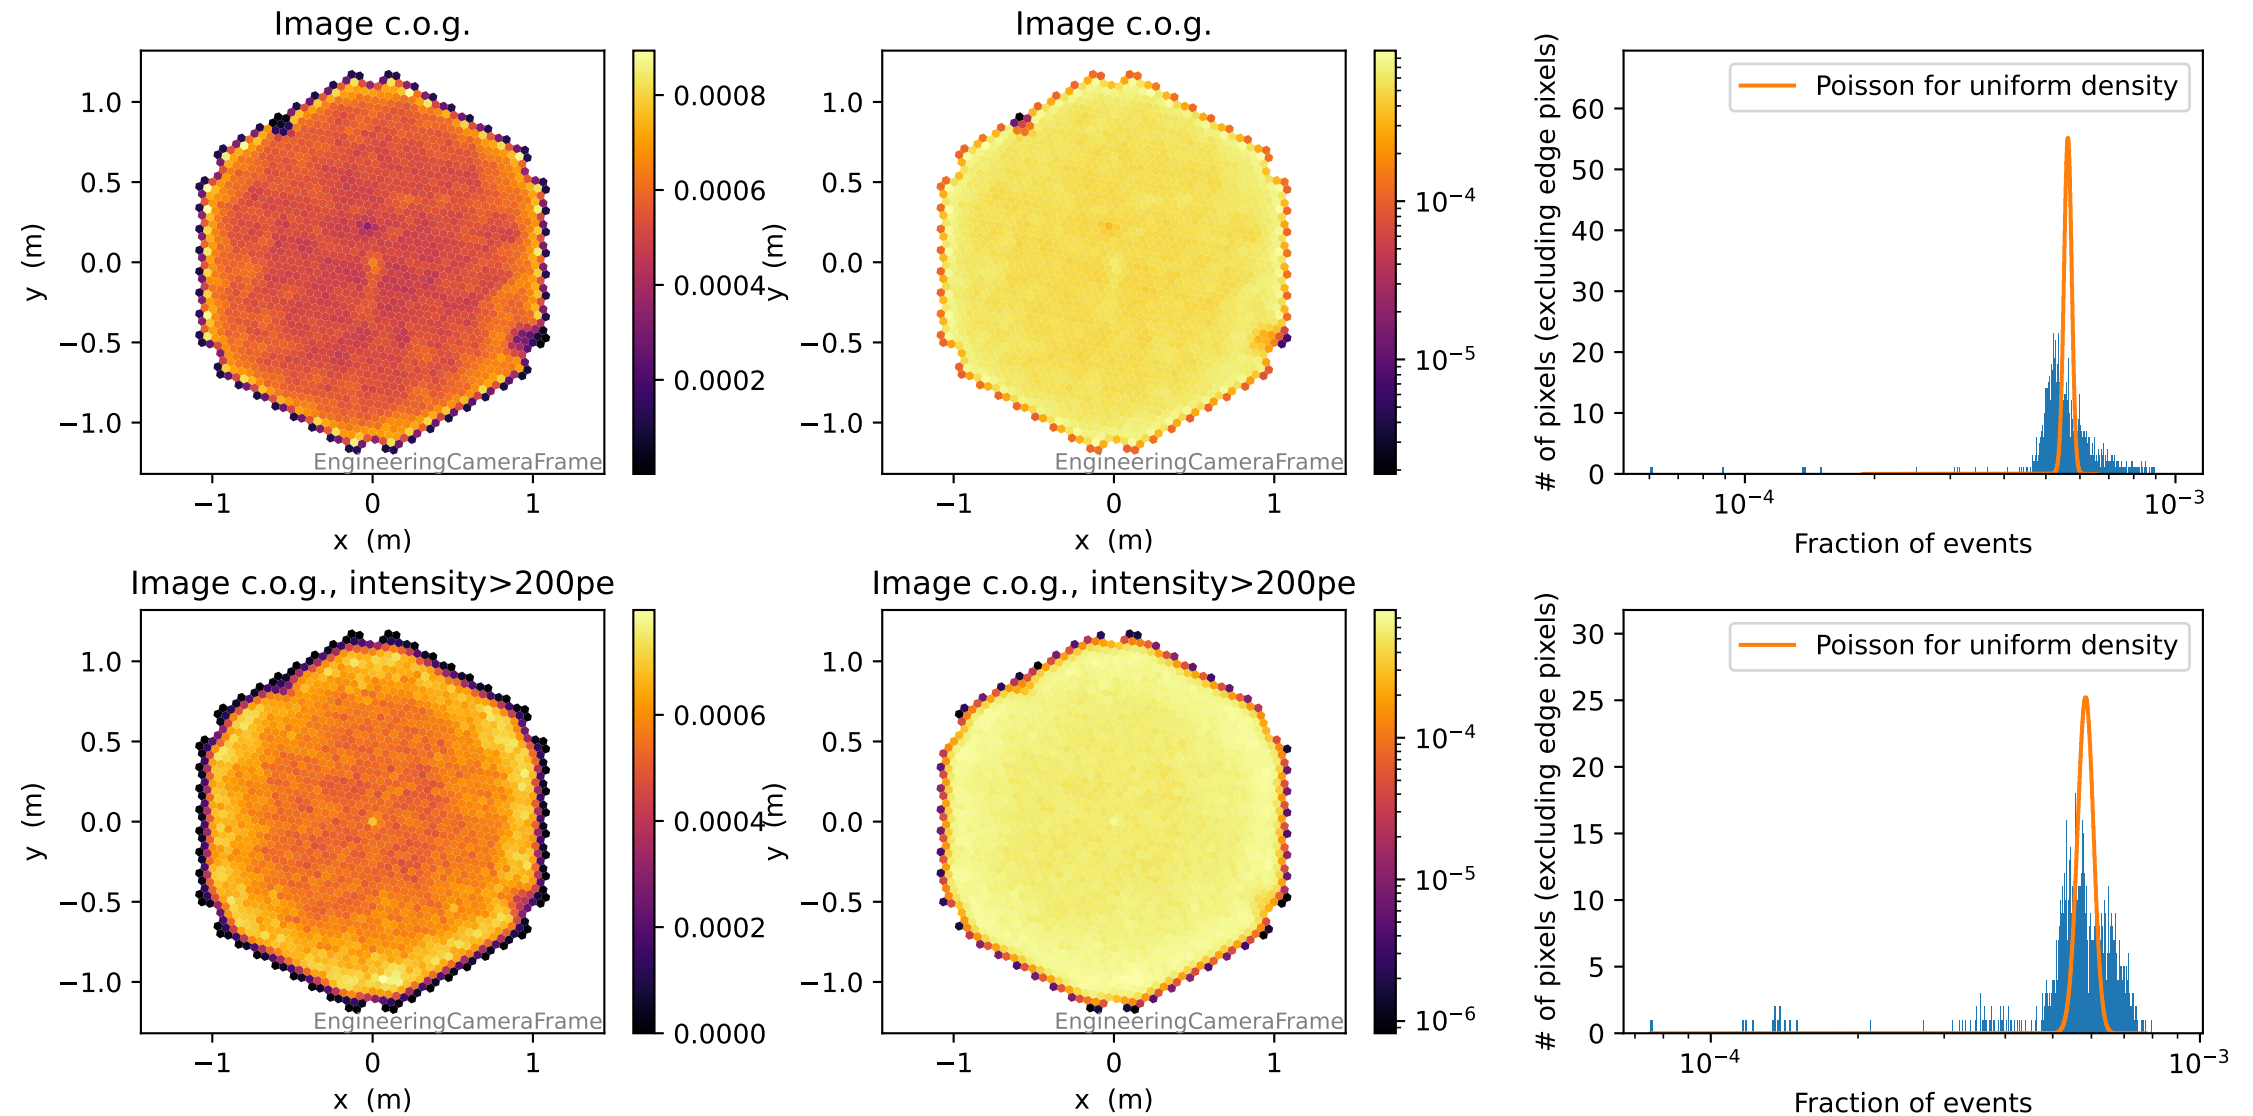 Image c.o.g.
1.0
0.5
0.0
−0.5
−1.0
y (m)
−1
0
1
x (m)
EngineeringCameraFrame
0.0008
0.0006
0.0004
0.0002
Image c.o.g.
1.0
0.5
0.0
−0.5
−1.0
y (m)
−1
0
1
x (m)
EngineeringCameraFrame
10⁻⁴
10⁻⁵
Poisson for uniform density
# of pixels (excluding edge pixels)
60
50
40
30
20
10
0
10⁻⁴
10⁻³
Fraction of events
Image c.o.g., intensity>200pe
1.0
0.5
0.0
−0.5
−1.0
y (m)
−1
0
1
x (m)
EngineeringCameraFrame
0.0006
0.0004
0.0002
0.0000
Image c.o.g., intensity>200pe
1.0
0.5
0.0
−0.5
−1.0
y (m)
−1
0
1
x (m)
EngineeringCameraFrame
10⁻⁴
10⁻⁵
10⁻⁶
Poisson for uniform density
# of pixels (excluding edge pixels)
30
25
20
15
10
5
0
10⁻⁴
10⁻³
Fraction of events